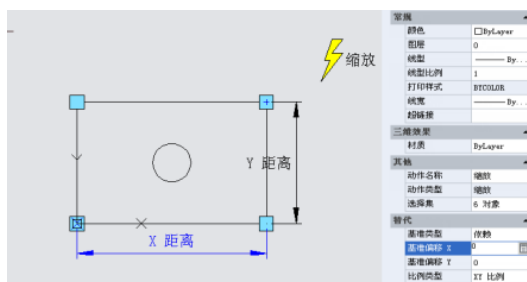 缩放
Y 距离
X 距离
常规
颜色 ByLayer
图层 0
线型 By...
线型比例 1
打印样式 BYCOLOR
线宽 By...
超链接
三维效果
材质 ByLayer
其他
动作名称 缩放
动作类型 缩放
选择集 6 对象
替代
基准类型 依赖
基准偏移 X 0
基准偏移 Y 0
比例类型 XY 比例